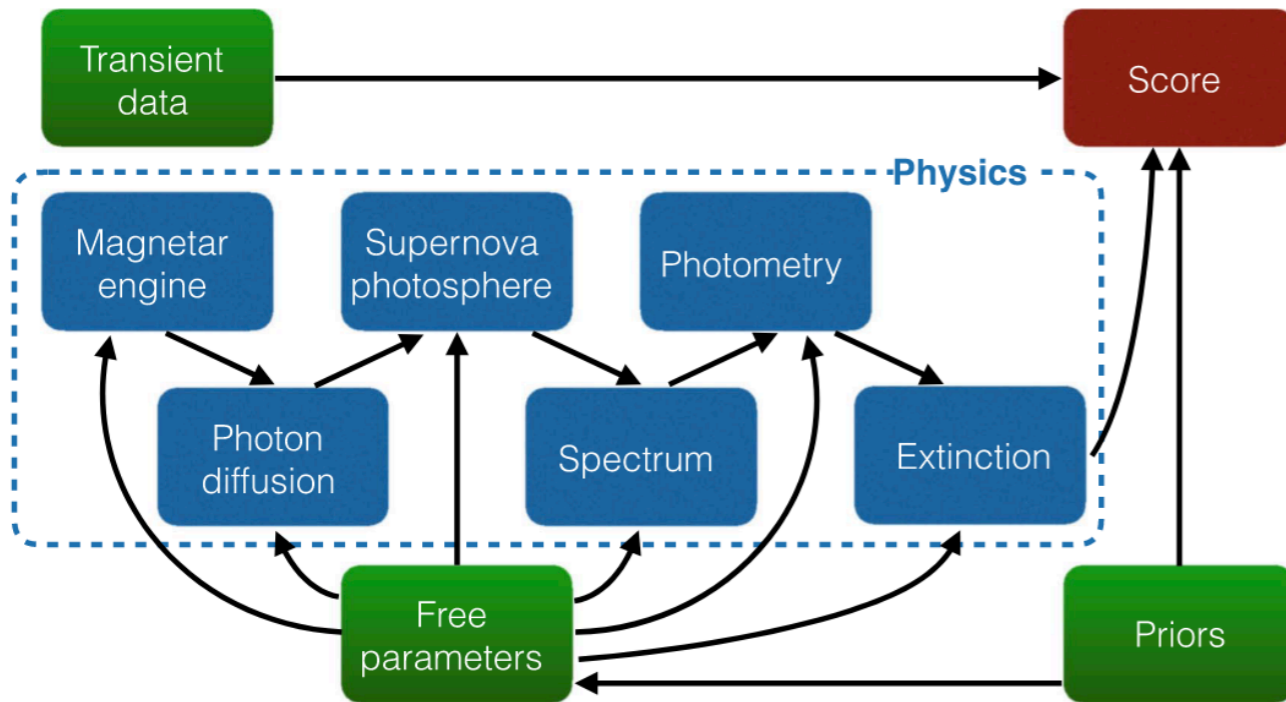 Transient
data
Score
Physics
Magnetar
engine
Supernova
photosphere
Photometry
Photon
diffusion
Spectrum
Extinction
Free
parameters
Priors